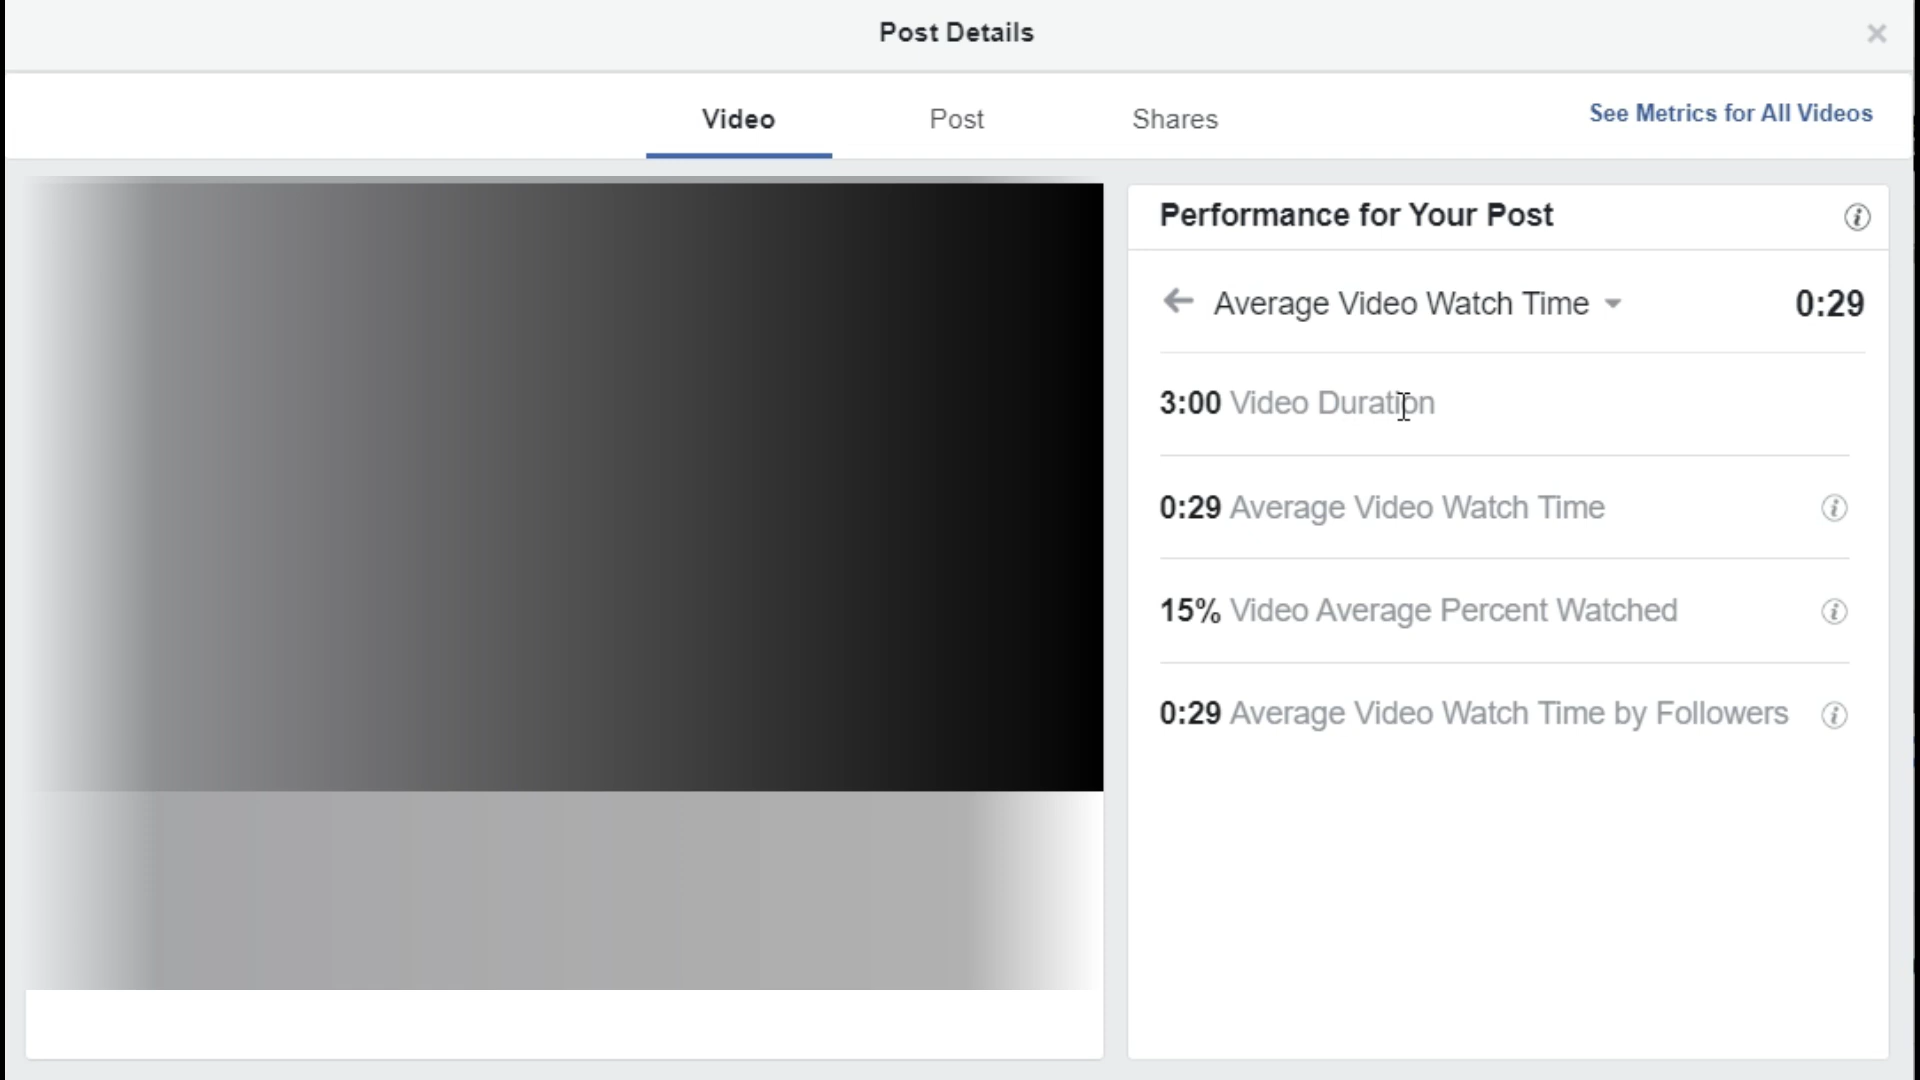 Post Details
Video
Post
Shares
See Metrics for All Videos
Performance for Your Post
Average Video Watch Time
0:29
3:00 Video Duration
0:29 Average Video Watch Time
15% Video Average Percent Watched
0:29 Average Video Watch Time by Followers